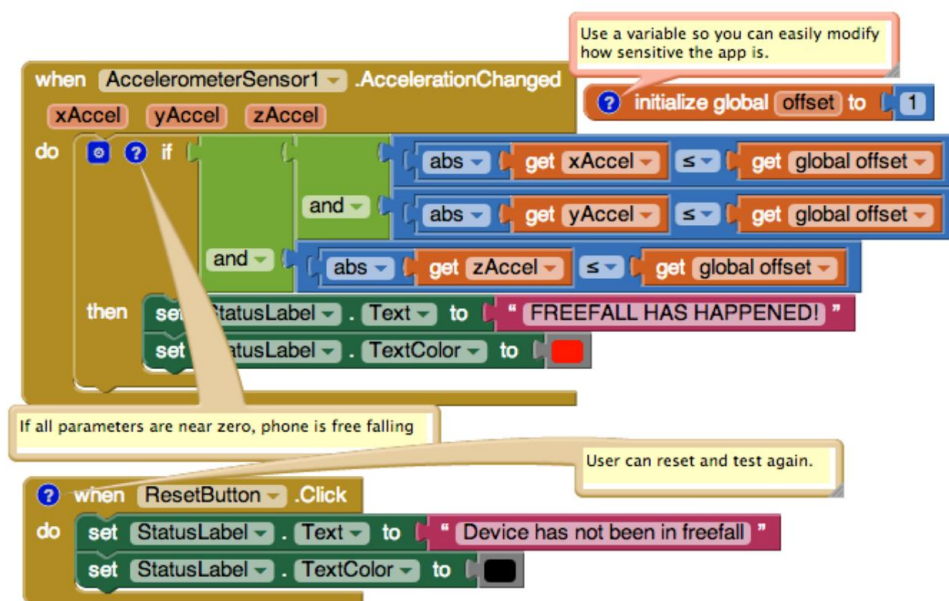 Use a variable so you can easily modify
how sensitive the app is.
when AccelerometerSensor1 .AccelerationChanged
? initialize global offset to 1
xAccel yAccel zAccel
do ? if abs get xAccel ≤ get global offset
and abs get yAccel ≤ get global offset
and abs get zAccel ≤ get global offset
then set StatusLabel . Text to " FREEFALL HAS HAPPENED! "
set StatusLabel . TextColor to
If all parameters are near zero, phone is free falling
User can reset and test again.
? when ResetButton .Click
do set StatusLabel . Text to " Device has not been in freefall "
set StatusLabel . TextColor to